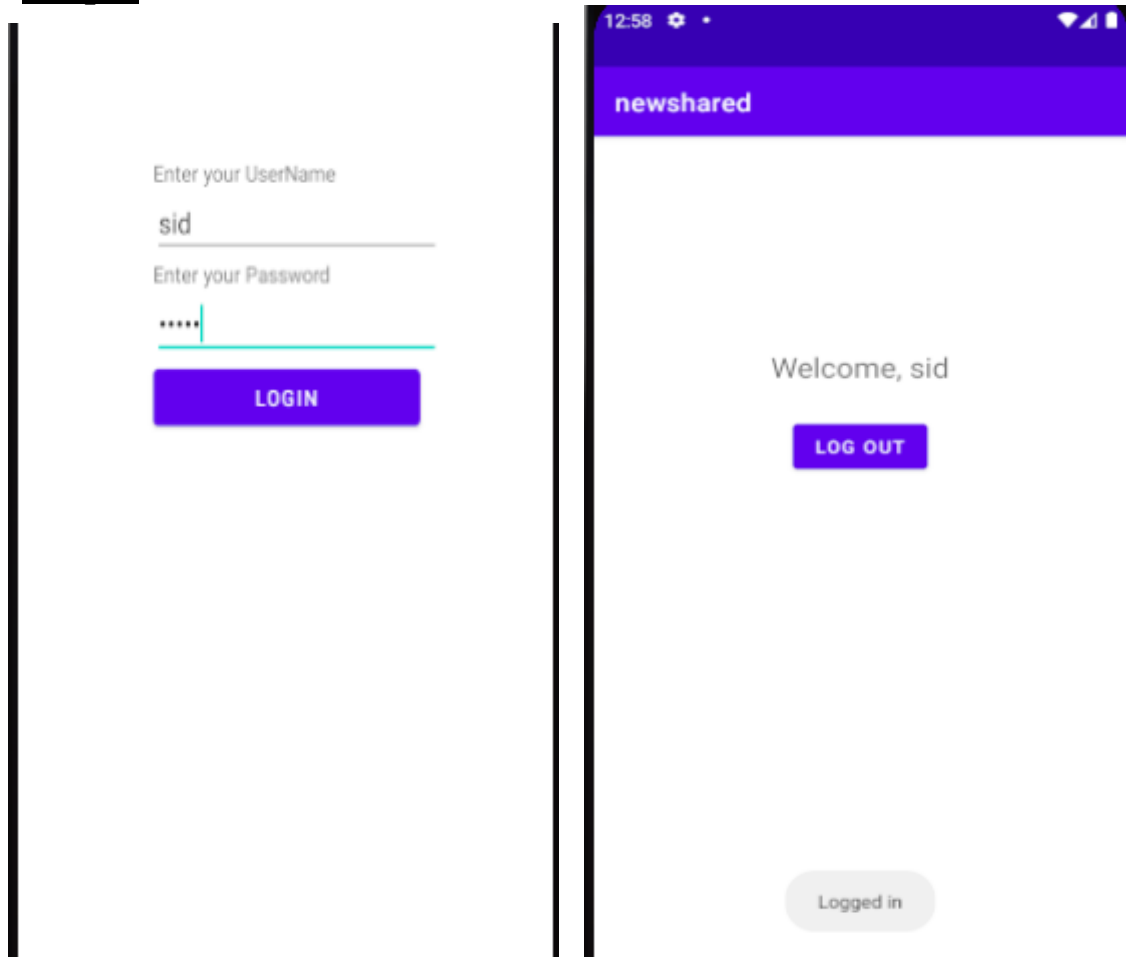 Enter your UserName
sid
Enter your Password
•••••
LOGIN
12:58
newshared
Welcome, sid
LOG OUT
Logged in